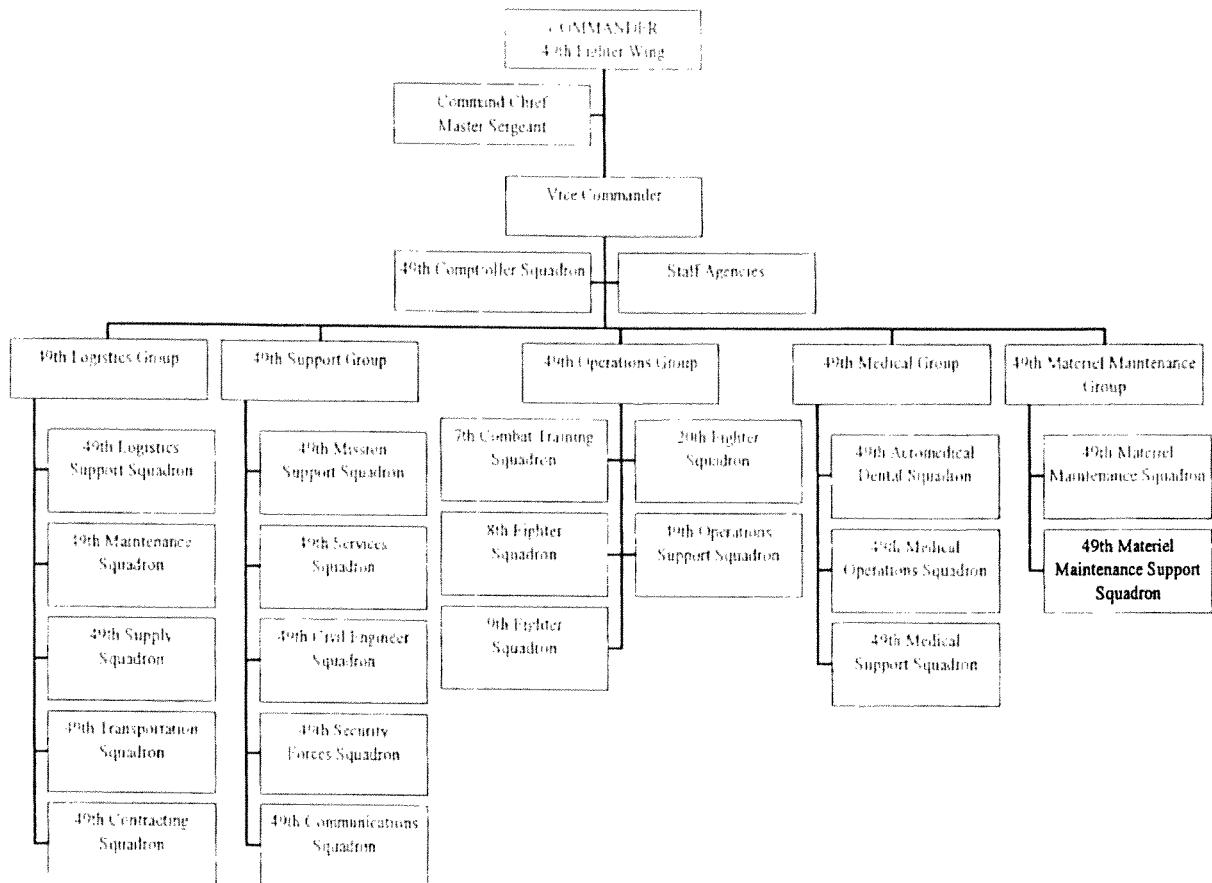 COMMANDER
49th Fighter Wing
Command Chief
Master Sergeant
Vice Commander
49th Comptroller Squadron
Staff Agencies
49th Logistics Group
49th Support Group
49th Operations Group
49th Medical Group
49th Materiel Maintenance
Group
49th Logistics
Support Squadron
49th Maintenance
Squadron
49th Supply
Squadron
49th Transportation
Squadron
49th Contracting
Squadron
49th Mission
Support Squadron
49th Services
Squadron
49th Civil Engineer
Squadron
49th Security
Forces Squadron
49th Communications
Squadron
7th Combat Training
Squadron
20th Fighter
Squadron
8th Fighter
Squadron
49th Operations
Support Squadron
9th Fighter
Squadron
49th Aeromedical
Dental Squadron
49th Medical
Operations Squadron
49th Medical
Support Squadron
49th Materiel
Maintenance Squadron
49th Materiel
Maintenance Support
Squadron